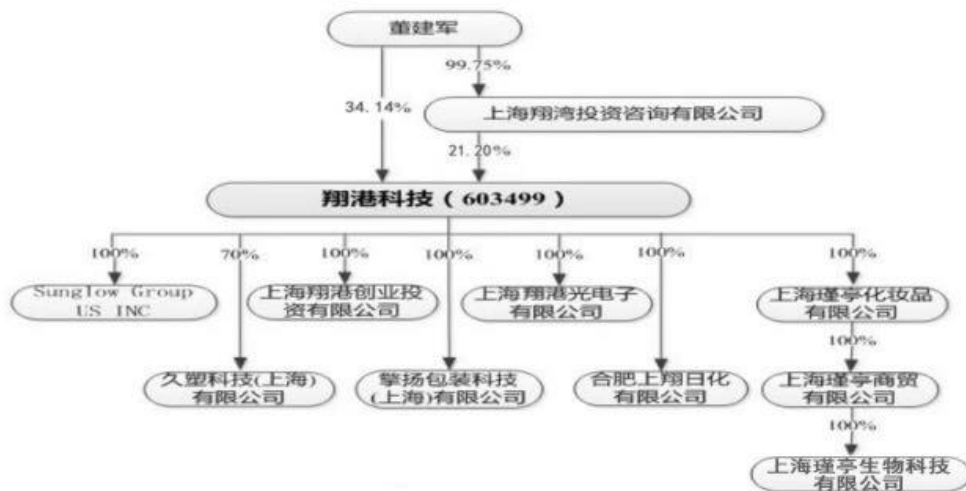 董建军
99.75%
34.14%
上海翔湾投资咨询有限公司
21.20%
翔港科技（603499）
100%
70%
100%
100%
100%
100%
100%
Sunglow Group
US INC
上海翔港创业投
资有限公司
上海翔港光电子
有限公司
上海瑾亭化妆品
有限公司
100%
久塑科技(上海)
有限公司
擎扬包装科技
(上海)有限公司
合肥上翔日化
有限公司
上海瑾亭商贸
有限公司
100%
上海瑾亭生物科技
有限公司